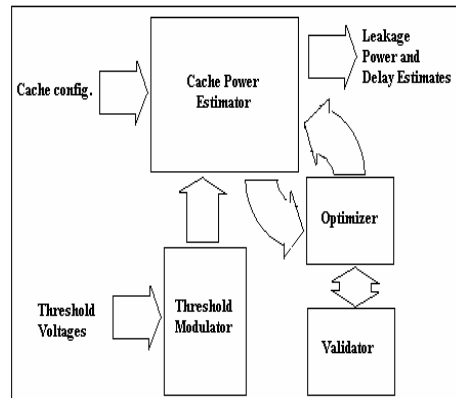 Leakage
Power and
Delay Estimates
Cache Power
Estimator
Cache config.
Optimizer
Threshold
Voltages
Threshold
Modulator
Validator